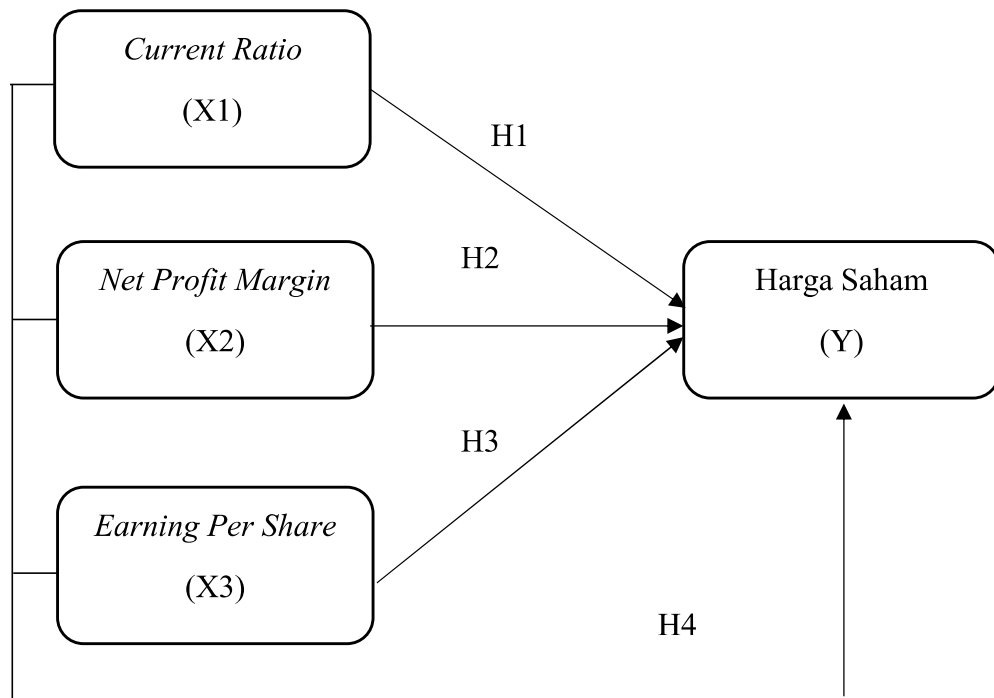 Current Ratio
(X1)
H1
Net Profit Margin
(X2)
H2
Harga Saham
(Y)
H3
Earning Per Share
(X3)
H4